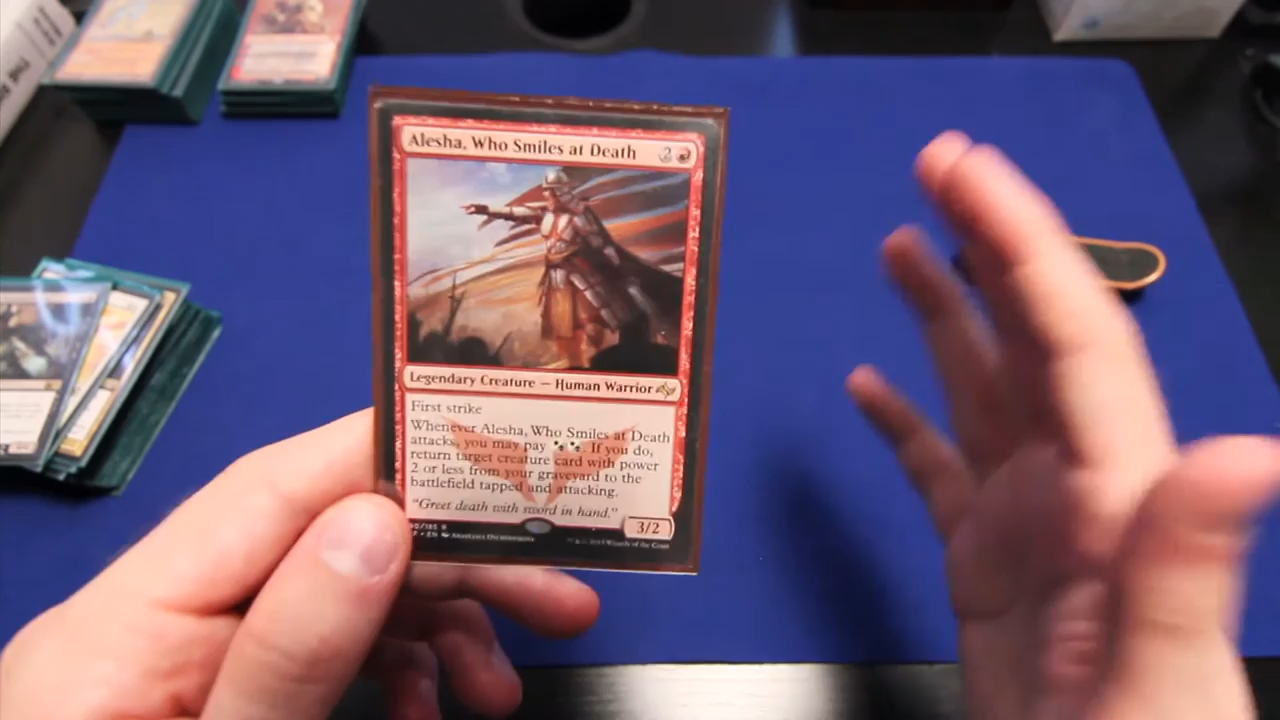 Alesha, Who Smiles at Death 2
Legendary Creature — Human Warrior
First strike
Whenever Alesha, Who Smiles at Death
attacks, you may pay . If you do,
return target creature card with power
2 or less from your graveyard to the
battlefield tapped and attacking.
"Greet death with sword in hand."
3/2